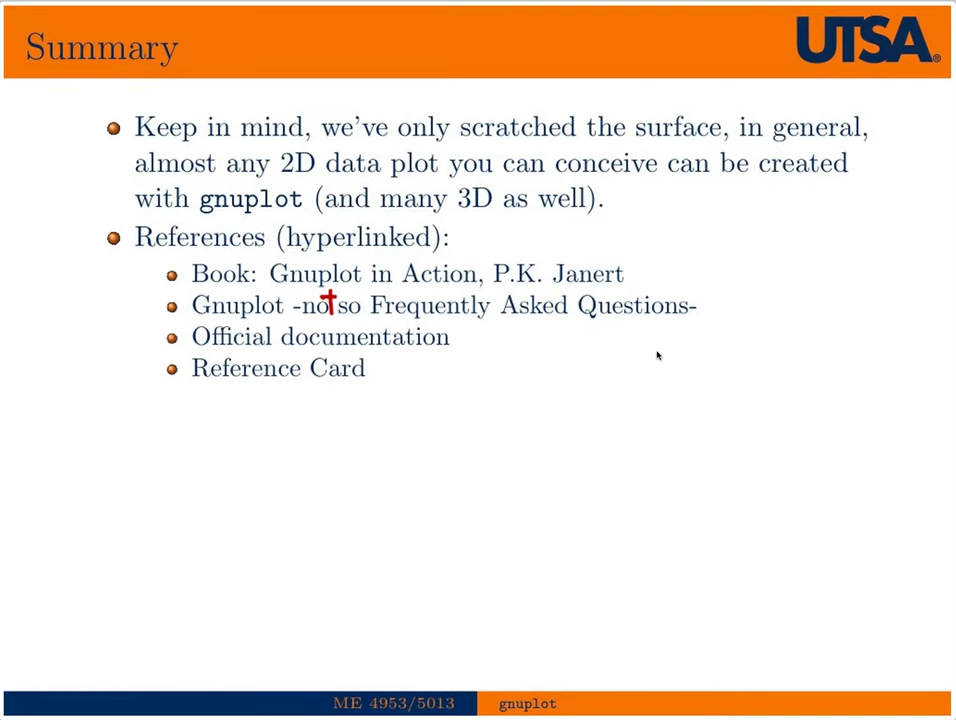 Summary
UTSA®
Keep in mind, we've only scratched the surface, in general,
almost any 2D data plot you can conceive can be created
with gnuplot (and many 3D as well).
References (hyperlinked):
Book: Gnuplot in Action, P.K. Janert
Gnuplot -not so Frequently Asked Questions-
Official documentation
Reference Card
ME 4953/5013 gnuplot